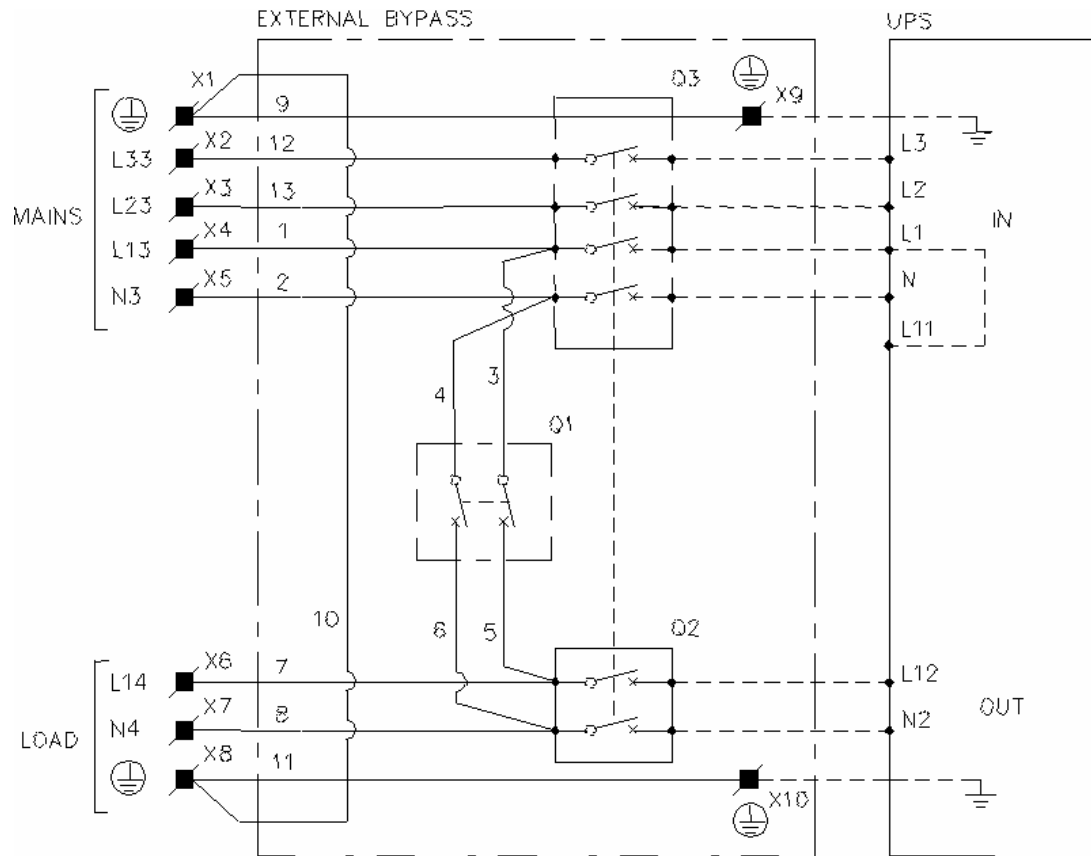 EXTERNAL BYPASS
UPS
X1
Q3
X9
9
X2
12
L33
L3
X3
13
L23
L2
MAINS
X4
1
L13
L1
IN
X5
2
N3
N
L11
3
4
Q1
10
6
5
Q2
X6
7
L14
L12
X7
8
N4
N2
OUT
LOAD
X8
11
X10